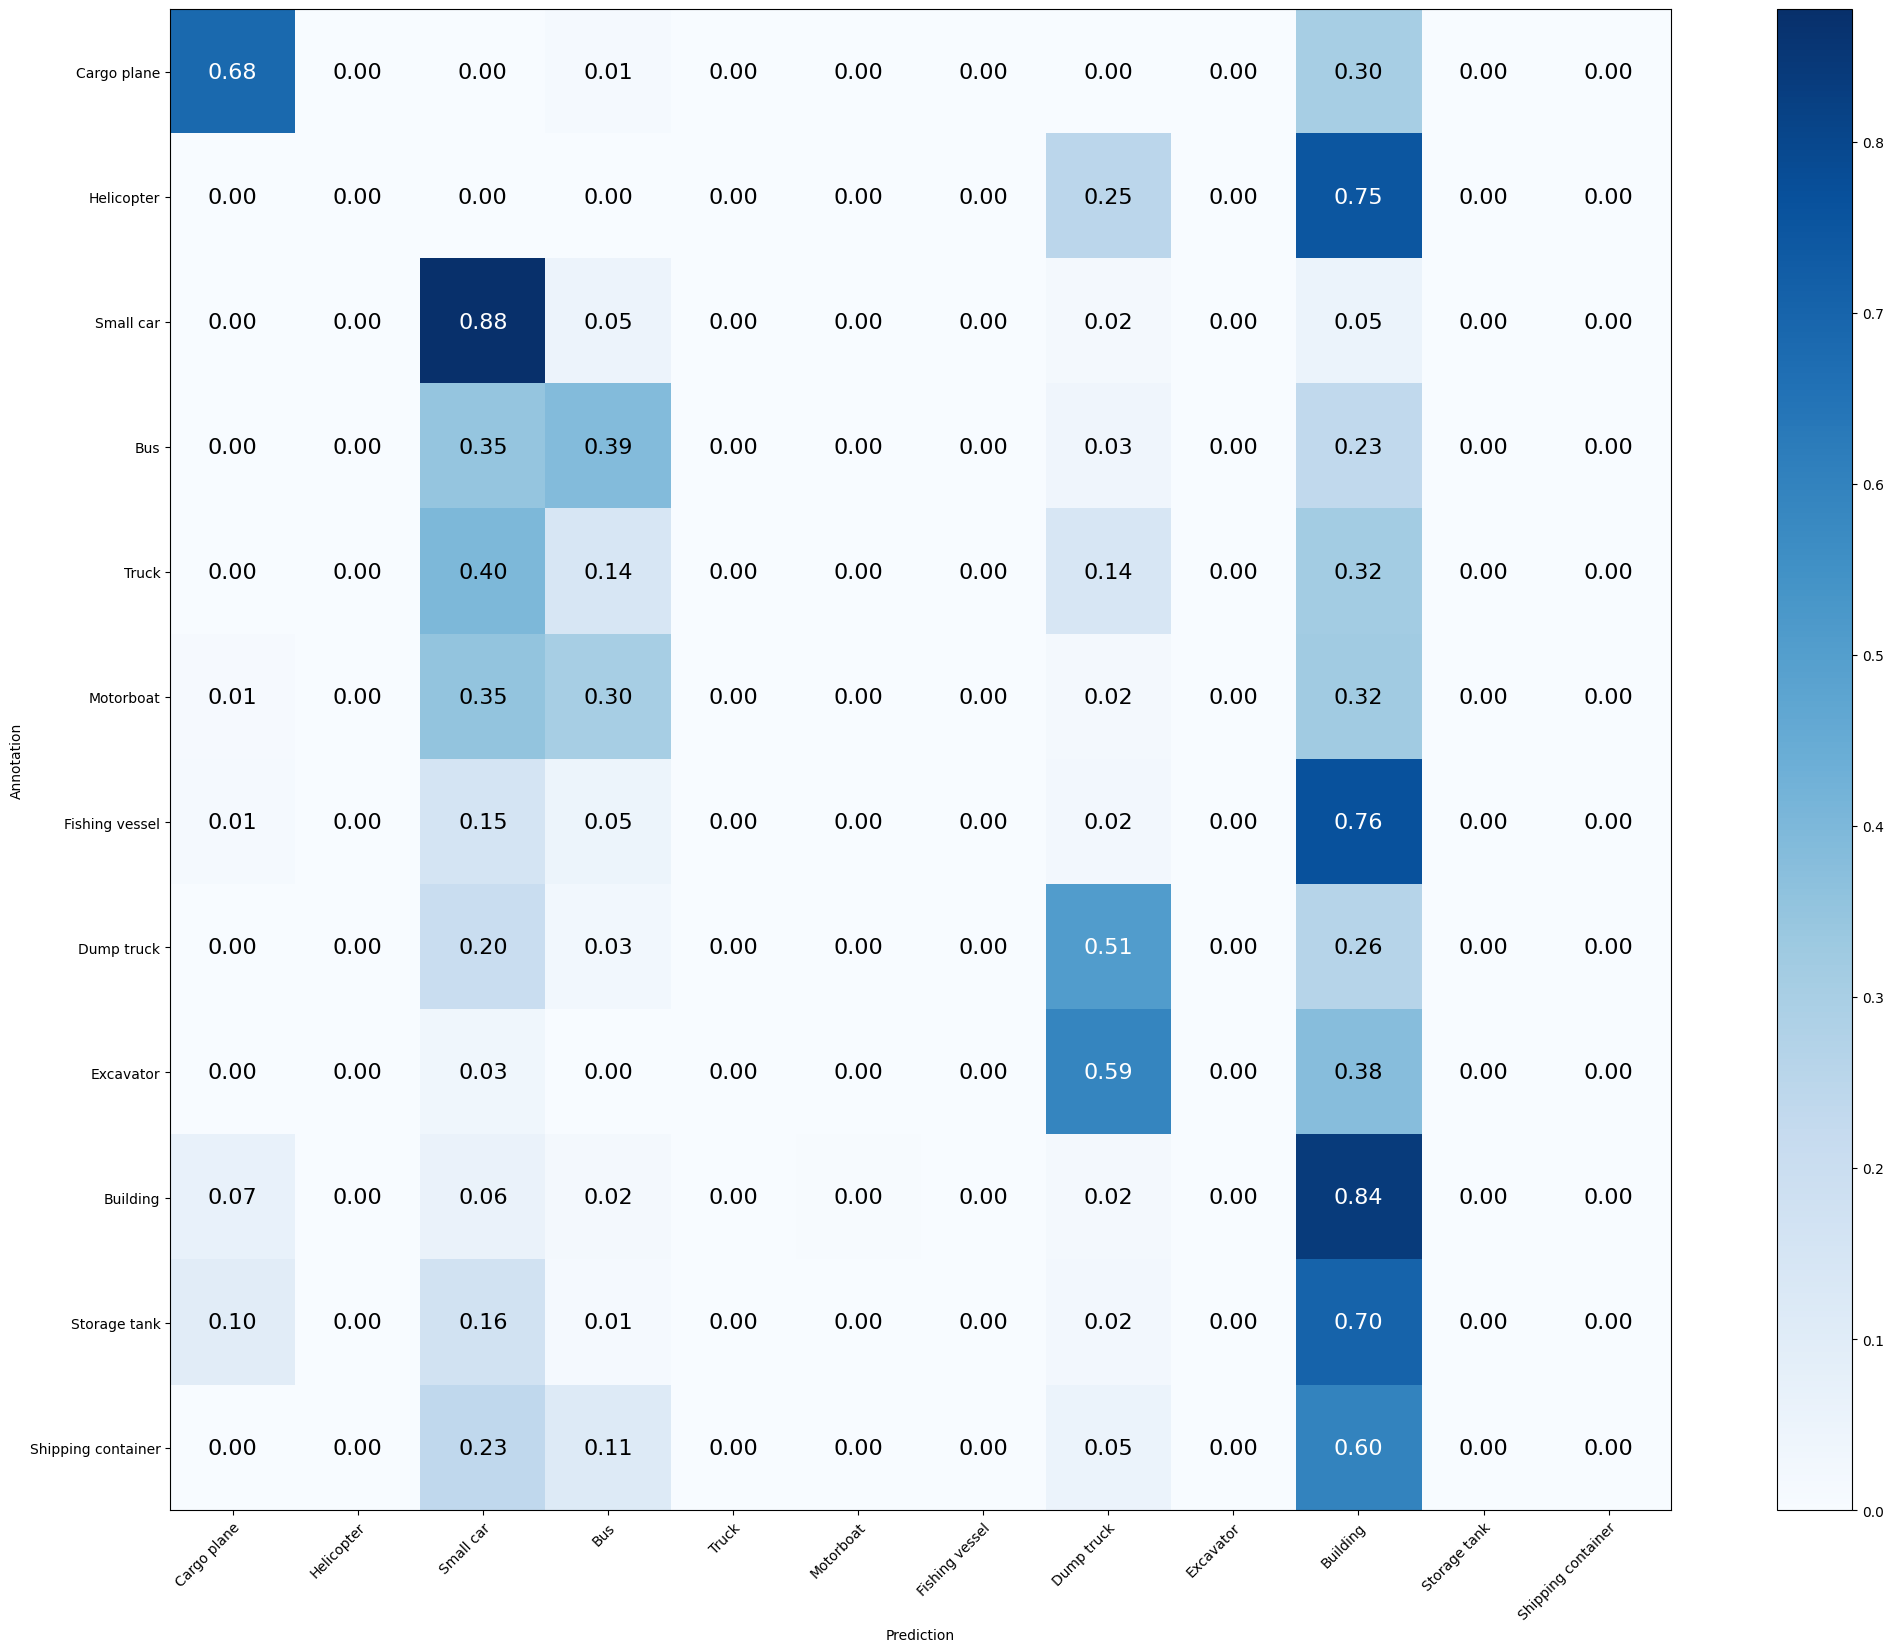 Cargo plane 0.68 0.00 0.00 0.01 0.00 0.00 0.00 0.00 0.00 0.30 0.00 0.00
Helicopter 0.00 0.00 0.00 0.00 0.00 0.00 0.00 0.25 0.00 0.75 0.00 0.00
Small car 0.00 0.00 0.88 0.05 0.00 0.00 0.00 0.02 0.00 0.05 0.00 0.00
Bus 0.00 0.00 0.35 0.39 0.00 0.00 0.00 0.03 0.00 0.23 0.00 0.00
Truck 0.00 0.00 0.40 0.14 0.00 0.00 0.00 0.14 0.00 0.32 0.00 0.00
Motorboat 0.01 0.00 0.35 0.30 0.00 0.00 0.00 0.02 0.00 0.32 0.00 0.00
Fishing vessel 0.01 0.00 0.15 0.05 0.00 0.00 0.00 0.02 0.00 0.76 0.00 0.00
Dump truck 0.00 0.00 0.20 0.03 0.00 0.00 0.00 0.51 0.00 0.26 0.00 0.00
Excavator 0.00 0.00 0.03 0.00 0.00 0.00 0.00 0.59 0.00 0.38 0.00 0.00
Building 0.07 0.00 0.06 0.02 0.00 0.00 0.00 0.02 0.00 0.84 0.00 0.00
Storage tank 0.10 0.00 0.16 0.01 0.00 0.00 0.00 0.02 0.00 0.70 0.00 0.00
Shipping container 0.00 0.00 0.23 0.11 0.00 0.00 0.00 0.05 0.00 0.60 0.00 0.00
Annotation
Cargo plane
Helicopter
Small car
Bus
Truck
Motorboat
Fishing vessel
Dump truck
Excavator
Building
Storage tank
Shipping container
Prediction
0.8
0.7
0.6
0.5
0.4
0.3
0.2
0.1
0.0